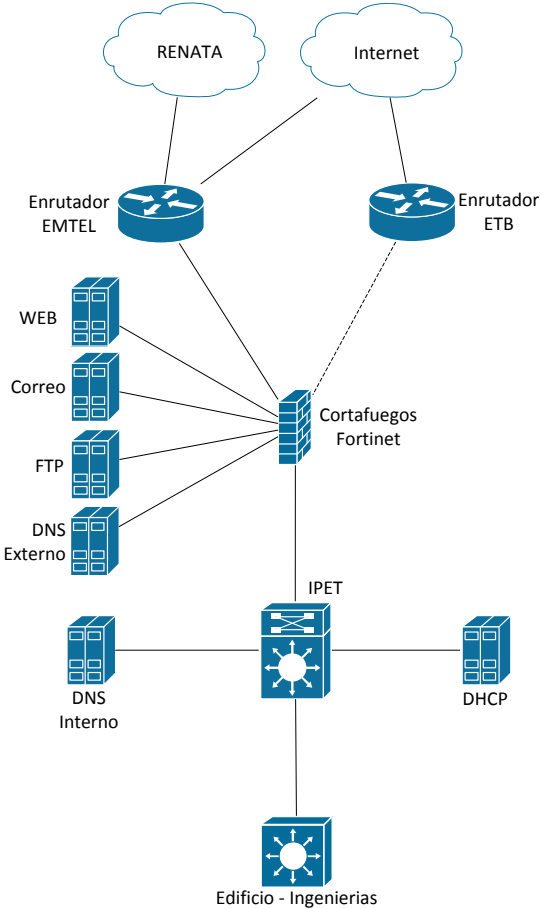 RENATA
Internet
Enrutador
EMTEL
Enrutador
ETB
WEB
Correo
FTP
DNS
Externo
Cortafuegos
Fortinet
IPET
DNS
Interno
DHCP
Edificio - Ingenierias